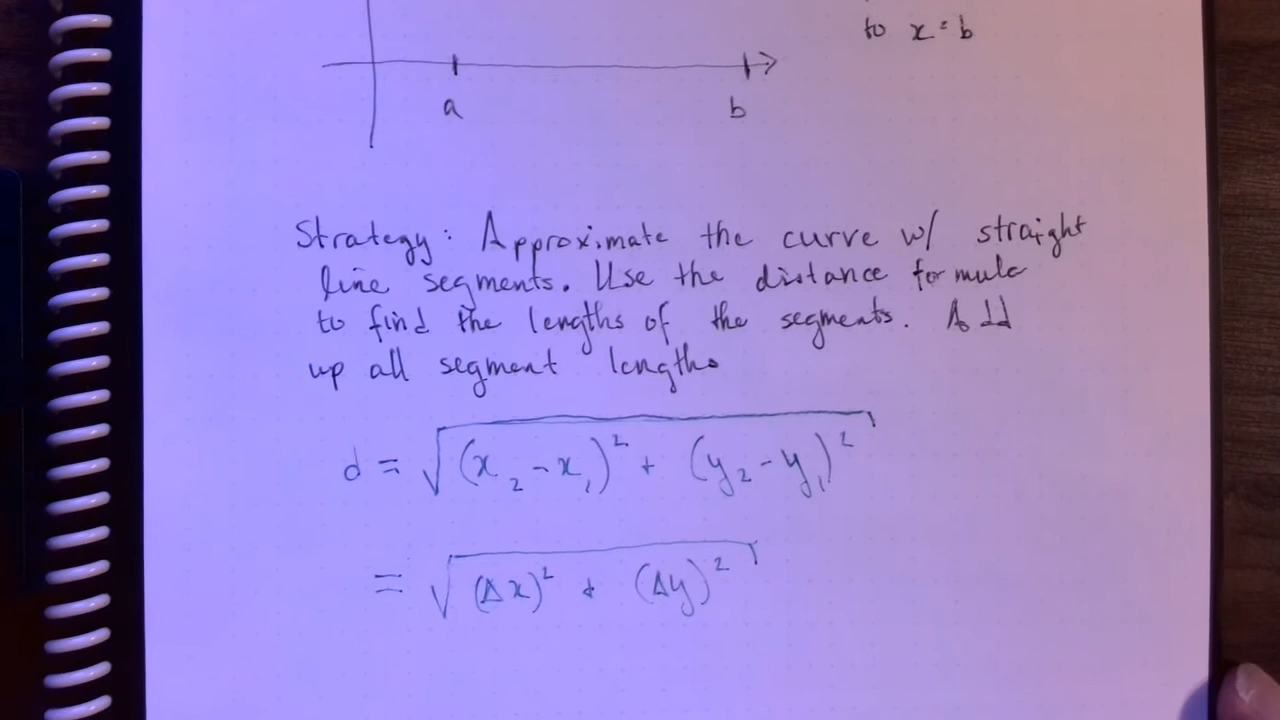 to x = b
a b
Strategy: Approximate the curve w/ straight
line segments. Use the distance formula
to find the lengths of the segments. Add
up all segment lengths
d = √((x₂ - x₁)² + (y₂ - y₁)²)
= √((Δx)² + (Δy)²)